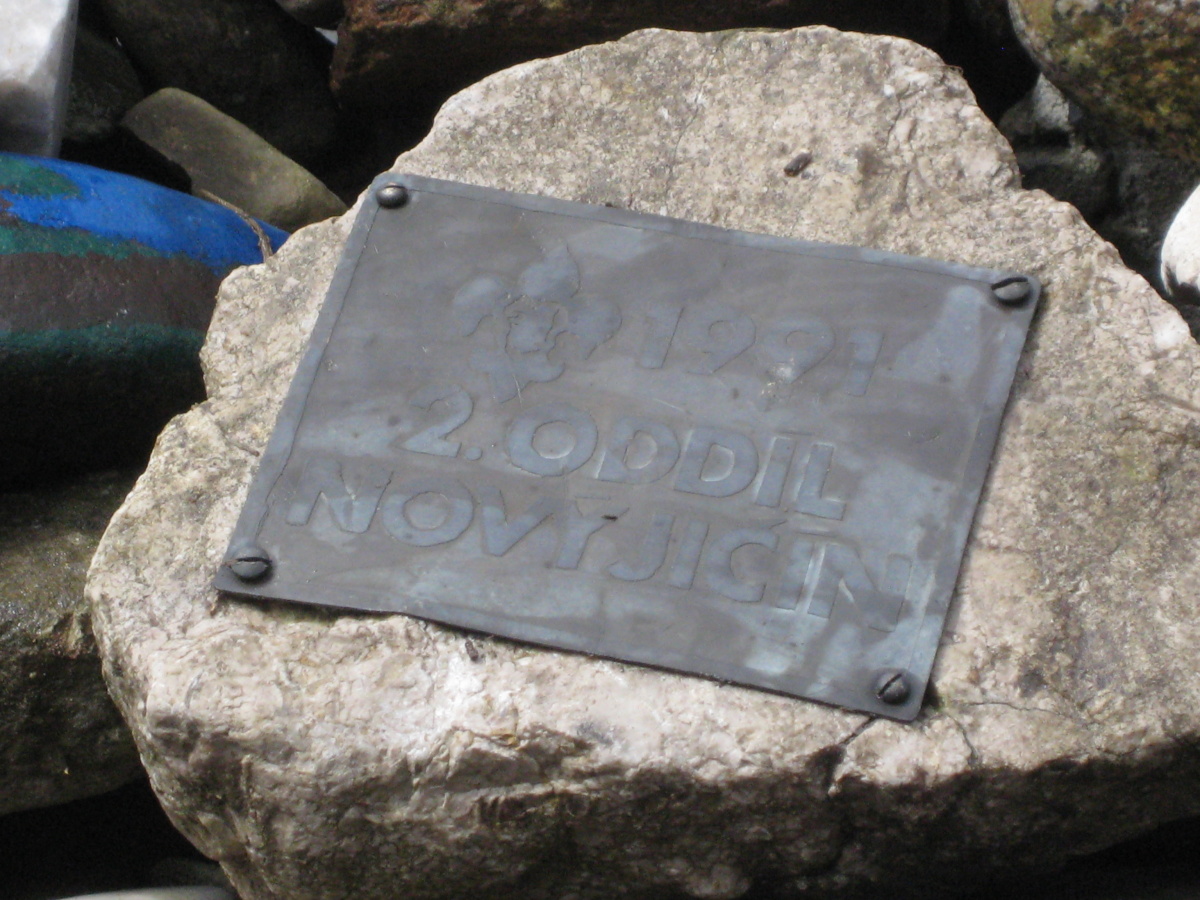 1991
2. ODDÍL
NOVÝ JIČÍN